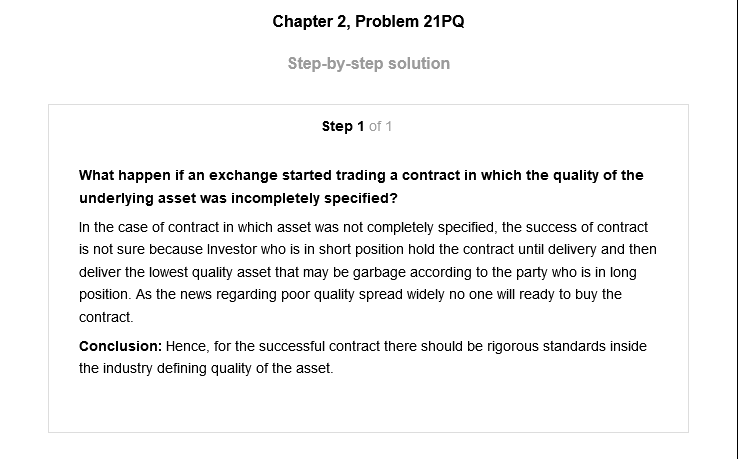 Chapter 2, Problem 21PQ
Step-by-step solution
Step 1 of 1
What happen if an exchange started trading a contract in which the quality of the
underlying asset was incompletely specified?
In the case of contract in which asset was not completely specified, the success of contract
is not sure because Investor who is in short position hold the contract until delivery and then
deliver the lowest quality asset that may be garbage according to the party who is in long
position. As the news regarding poor quality spread widely no one will ready to buy the
contract.
Conclusion: Hence, for the successful contract there should be rigorous standards inside
the industry defining quality of the asset.